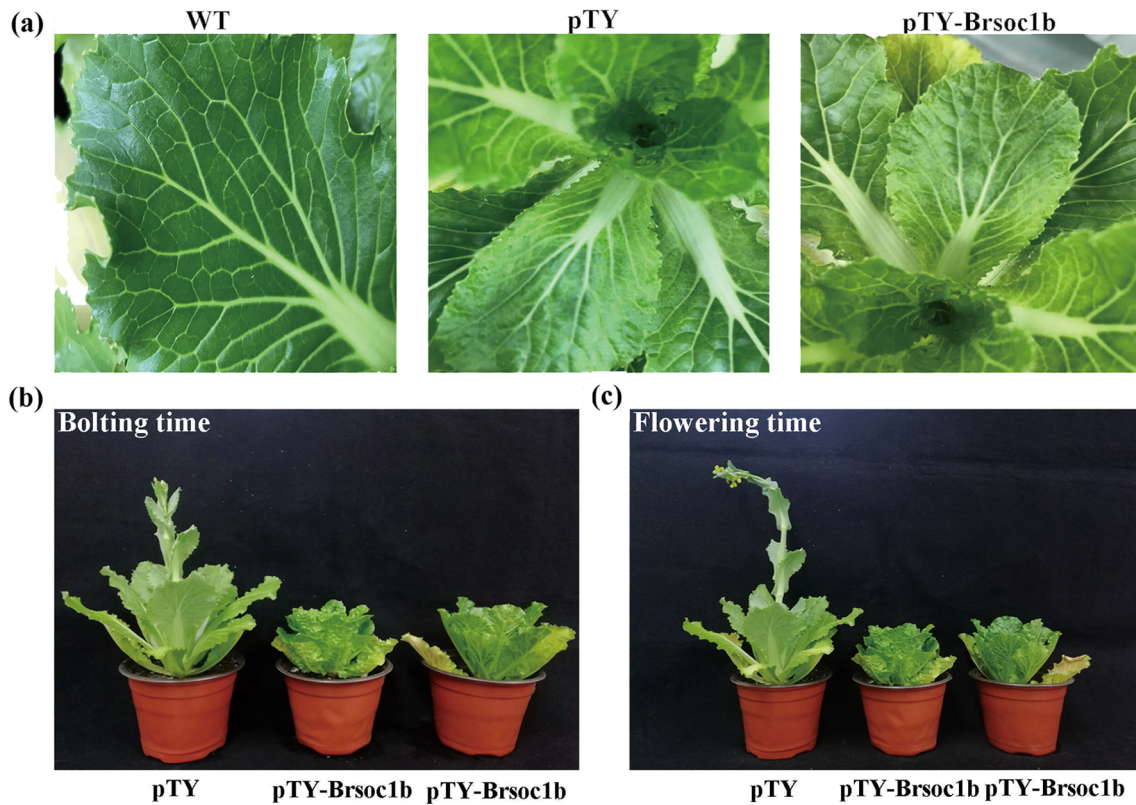 (a) WT pTY pTY-Brsoc1b
(b) (c)
Bolting time Flowering time
pTY pTY-Brsoc1b pTY-Brsoc1b pTY pTY-Brsoc1b pTY-Brsoc1b